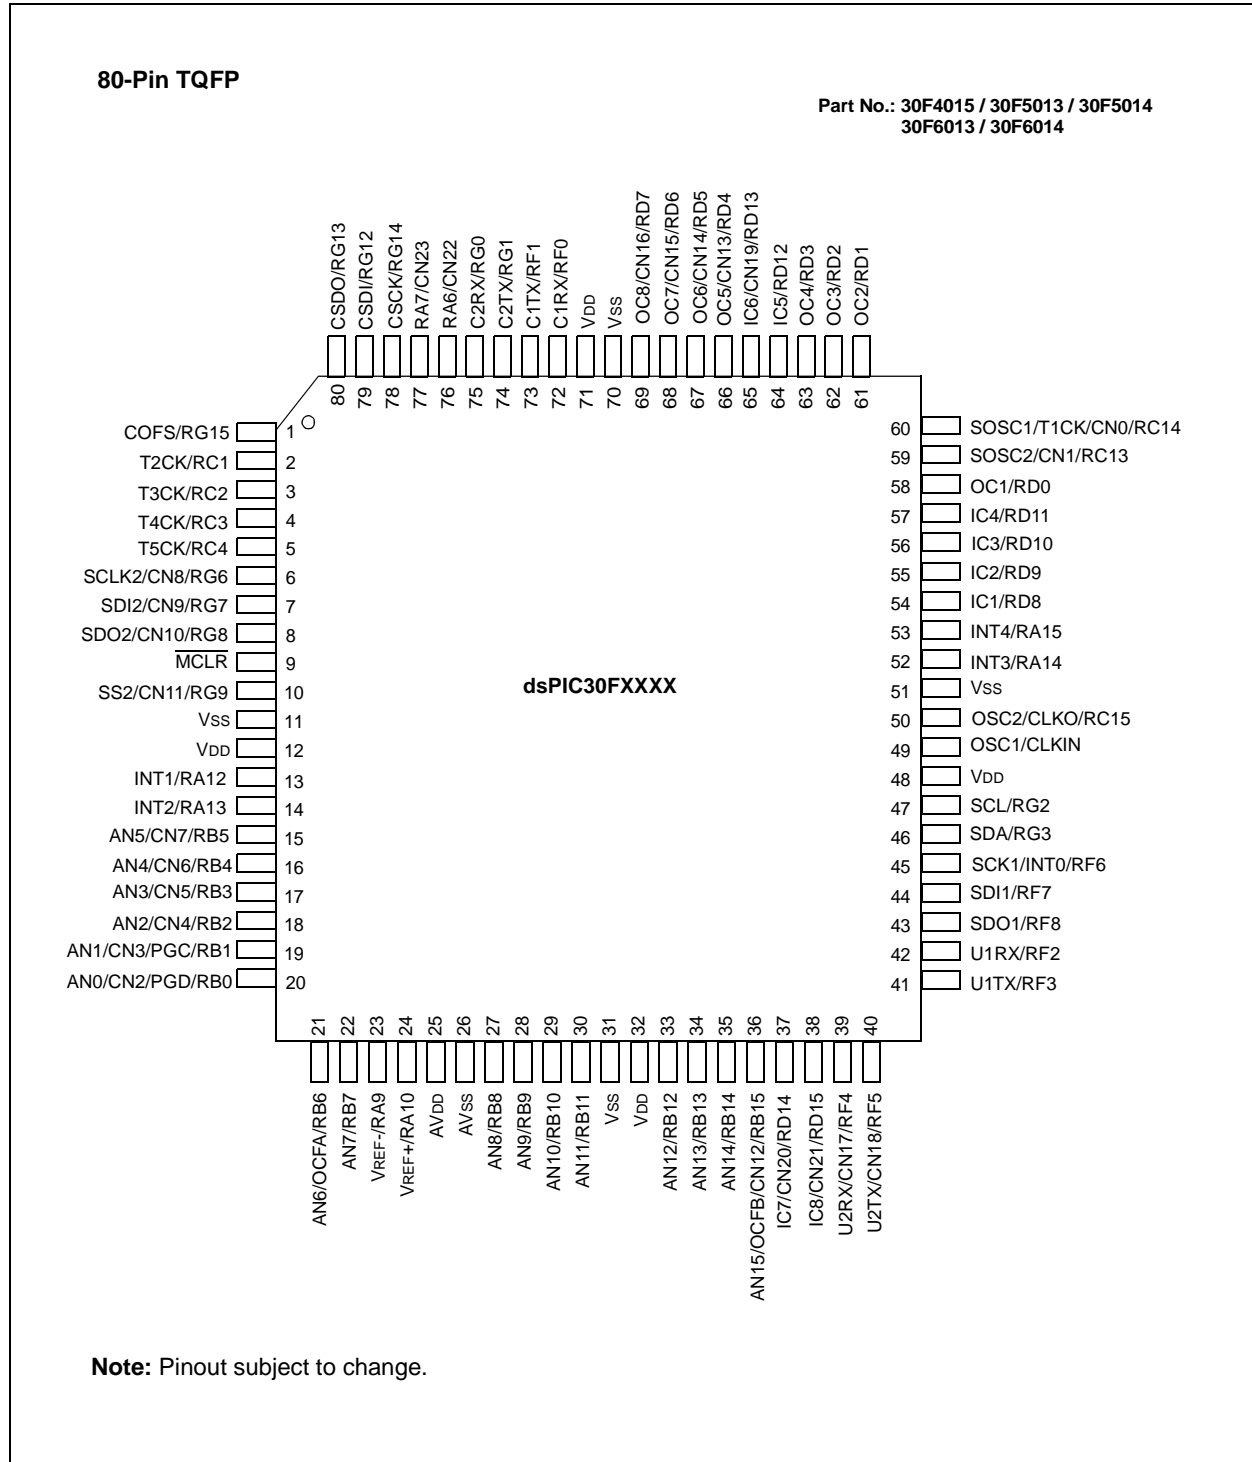 80-Pin TQFP
Part No.: 30F4015 / 30F5013 / 30F5014
30F6013 / 30F6014
CSDO/RG13
CSDI/RG12
CSCK/RG14
RA7/CN23
RA6/CN22
C2RX/RG0
C2TX/RG1
C1TX/RF1
C1RX/RF0
VDD
VSS
OC8/CN16/RD7
OC7/CN15/RD6
OC6/CN14/RD5
OC5/CN13/RD4
IC6/CN19/RD13
IC5/RD12
OC4/RD3
OC3/RD2
OC2/RD1
80
79
78
77
76
75
74
73
72
71
70
69
68
67
66
65
64
63
62
61
COFS/RG15 1
T2CK/RC1 2
T3CK/RC2 3
T4CK/RC3 4
T5CK/RC4 5
SCLK2/CN8/RG6 6
SDI2/CN9/RG7 7
SDO2/CN10/RG8 8
MCLR 9
SS2/CN11/RG9 10
VSS 11
VDD 12
INT1/RA12 13
INT2/RA13 14
AN5/CN7/RB5 15
AN4/CN6/RB4 16
AN3/CN5/RB3 17
AN2/CN4/RB2 18
AN1/CN3/PGC/RB1 19
AN0/CN2/PGD/RB0 20
dsPIC30FXXXX
60 SOSC1/T1CK/CN0/RC14
59 SOSC2/CN1/RC13
58 OC1/RD0
57 IC4/RD11
56 IC3/RD10
55 IC2/RD9
54 IC1/RD8
53 INT4/RA15
52 INT3/RA14
51 VSS
50 OSC2/CLKO/RC15
49 OSC1/CLKIN
48 VDD
47 SCL/RG2
46 SDA/RG3
45 SCK1/INT0/RF6
44 SDI1/RF7
43 SDO1/RF8
42 U1RX/RF2
41 U1TX/RF3
21
22
23
24
25
26
27
28
29
30
31
32
33
34
35
36
37
38
39
40
AN6/OCFA/RB6
AN7/RB7
VREF-/RA9
VREF+/RA10
AVDD
AVSS
AN8/RB8
AN9/RB9
AN10/RB10
AN11/RB11
VSS
VDD
AN12/RB12
AN13/RB13
AN14/RB14
AN15/OCFB/CN12/RB15
IC7/CN20/RD14
IC8/CN21/RD15
U2RX/CN17/RF4
U2TX/CN18/RF5
Note: Pinout subject to change.